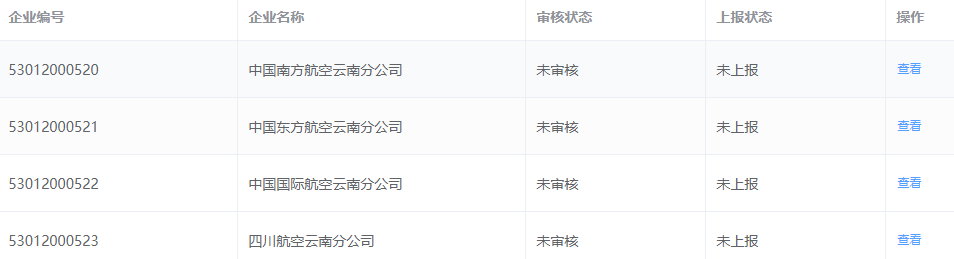 企业编号 企业名称 审核状态 上报状态 操作
53012000520 中国南方航空云南分公司 未审核 未上报 查看
53012000521 中国东方航空云南分公司 未审核 未上报 查看
53012000522 中国国际航空云南分公司 未审核 未上报 查看
53012000523 四川航空云南分公司 未审核 未上报 查看